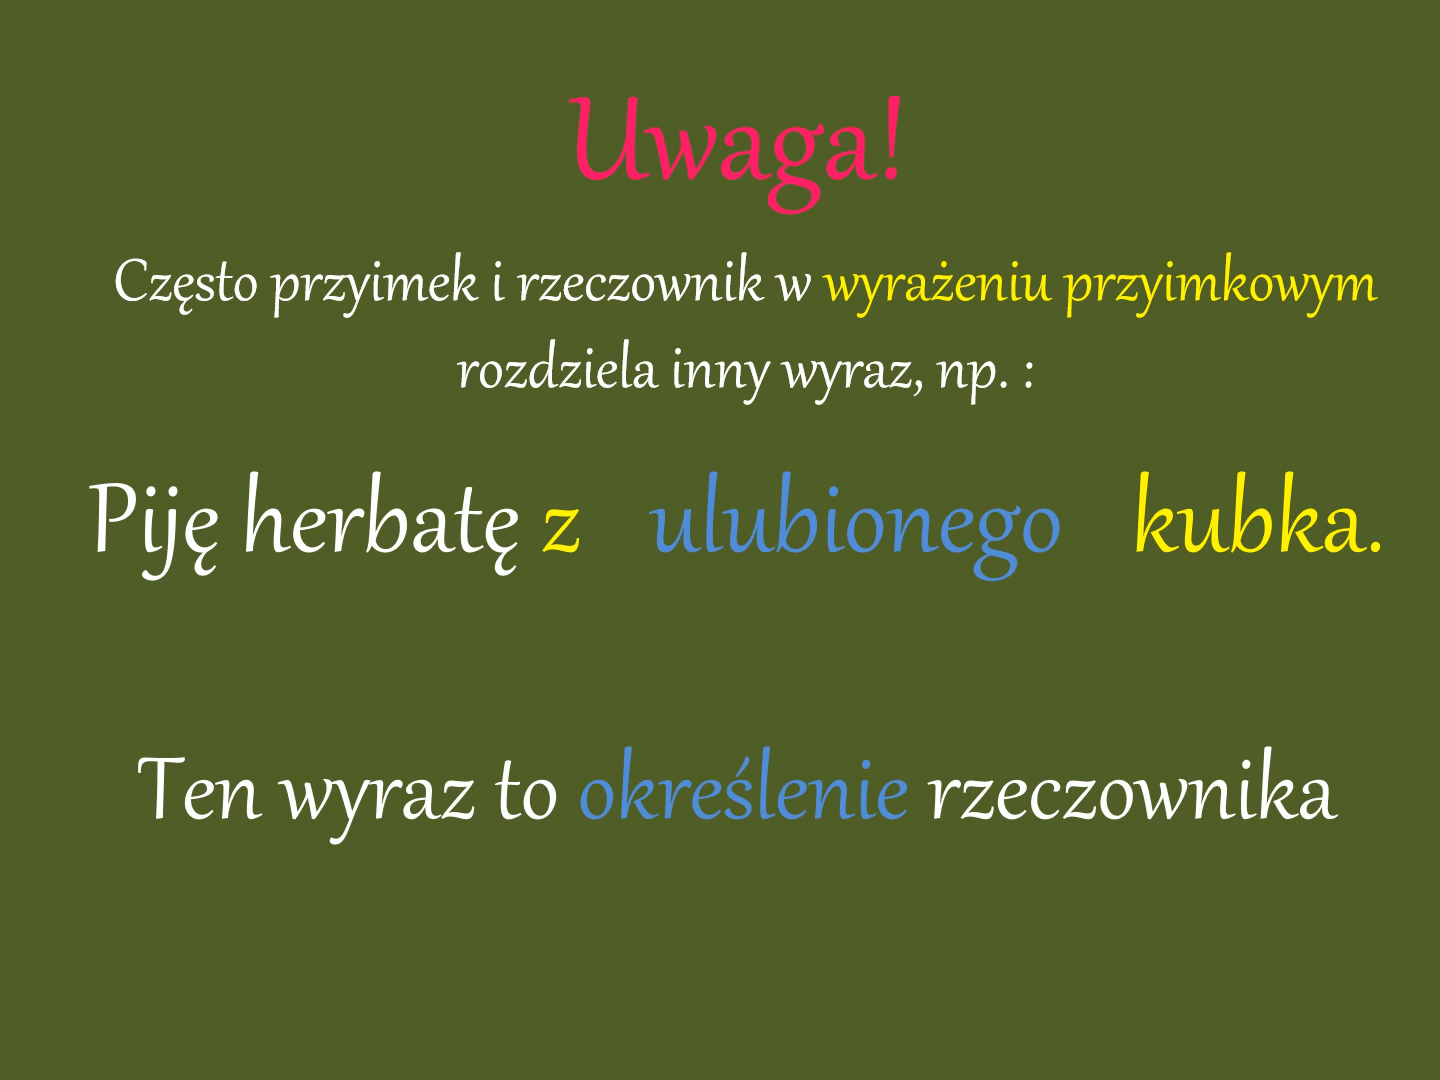 Uwaga!
Często przyimek i rzeczownik w wyrażeniu przyimkowym
rozdziela inny wyraz, np. :
Piję herbatę z ulubionego kubka.
Ten wyraz to określenie rzeczownika